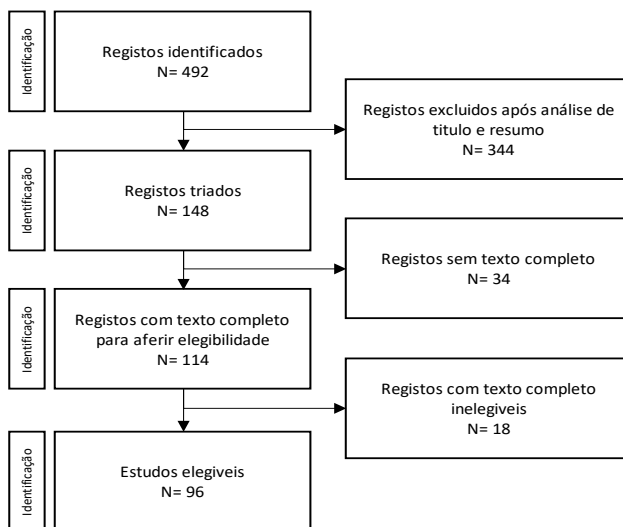 Identificação
Registos identificados
N= 492
Registos excluidos após análise de
titulo e resumo
N= 344
Identificação
Registos triados
N= 148
Registos sem texto completo
N= 34
Identificação
Registos com texto completo
para aferir elegibilidade
N= 114
Registos com texto completo
inelegiveis
N= 18
Identificação
Estudos elegiveis
N= 96